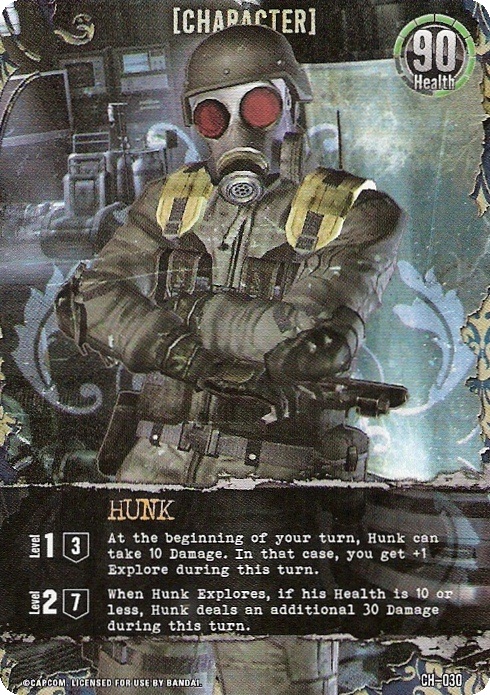 [CHARACTER]
90
Health
HUNK
Level 1 3
At the beginning of your turn, Hunk can
take 10 Damage. In that case, you get +1
Explore during this turn.
Level 2 7
When Hunk Explores, if his Health is 10 or
less, Hunk deals an additional 30 Damage
during this turn.
©CAPCOM. LICENSED FOR USE BY BANDAI.
CH-030